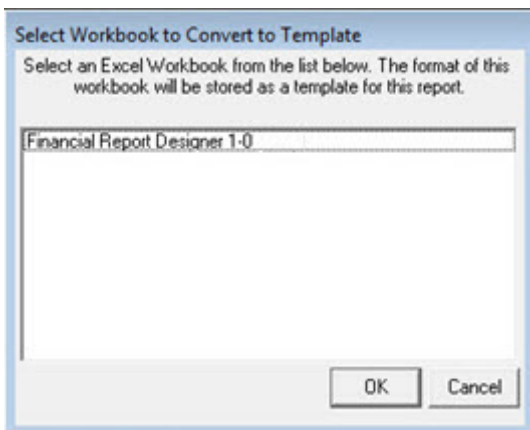 Select Workbook to Convert to Template
Select an Excel Workbook from the list below. The format of this
workbook will be stored as a template for this report.
Financial Report Designer 1-0
OK
Cancel